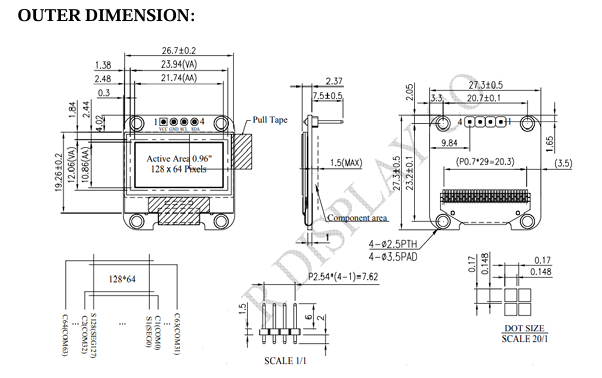 OUTER DIMENSION:
26.7±0.2
1.38
23.94(VA)
2.48
21.74(AA)
0.3
1.84
2.44
4.02
1
4
VCC GND SCL SDA
Pull Tape
Active Area 0.96"
128 x 64 Pixels
19.26±0.2
12.06(VA)
10.86(AA)
2.37
7.5±0.5
1.5(MAX)
Component area
1
27.3±0.5
2.05
3.3
20.7±0.1
4
1
1.65
9.84
(P0.7*29=20.3)
(3.5)
27.3±0.5
23.2±0.1
4-ø2.5PTH
4-ø3.5PAD
R DISPLAY CO
128*64
C64(COM63)
C2(COM32)
S128(SEG127)
...
...
...
S1(SEG0)
C1(COM0)
C63(COM31)
P2.54*(4-1)=7.62
1.5
6
2
SCALE 1/1
0.17
0.148
0.17
0.148
DOT SIZE
SCALE 20/1